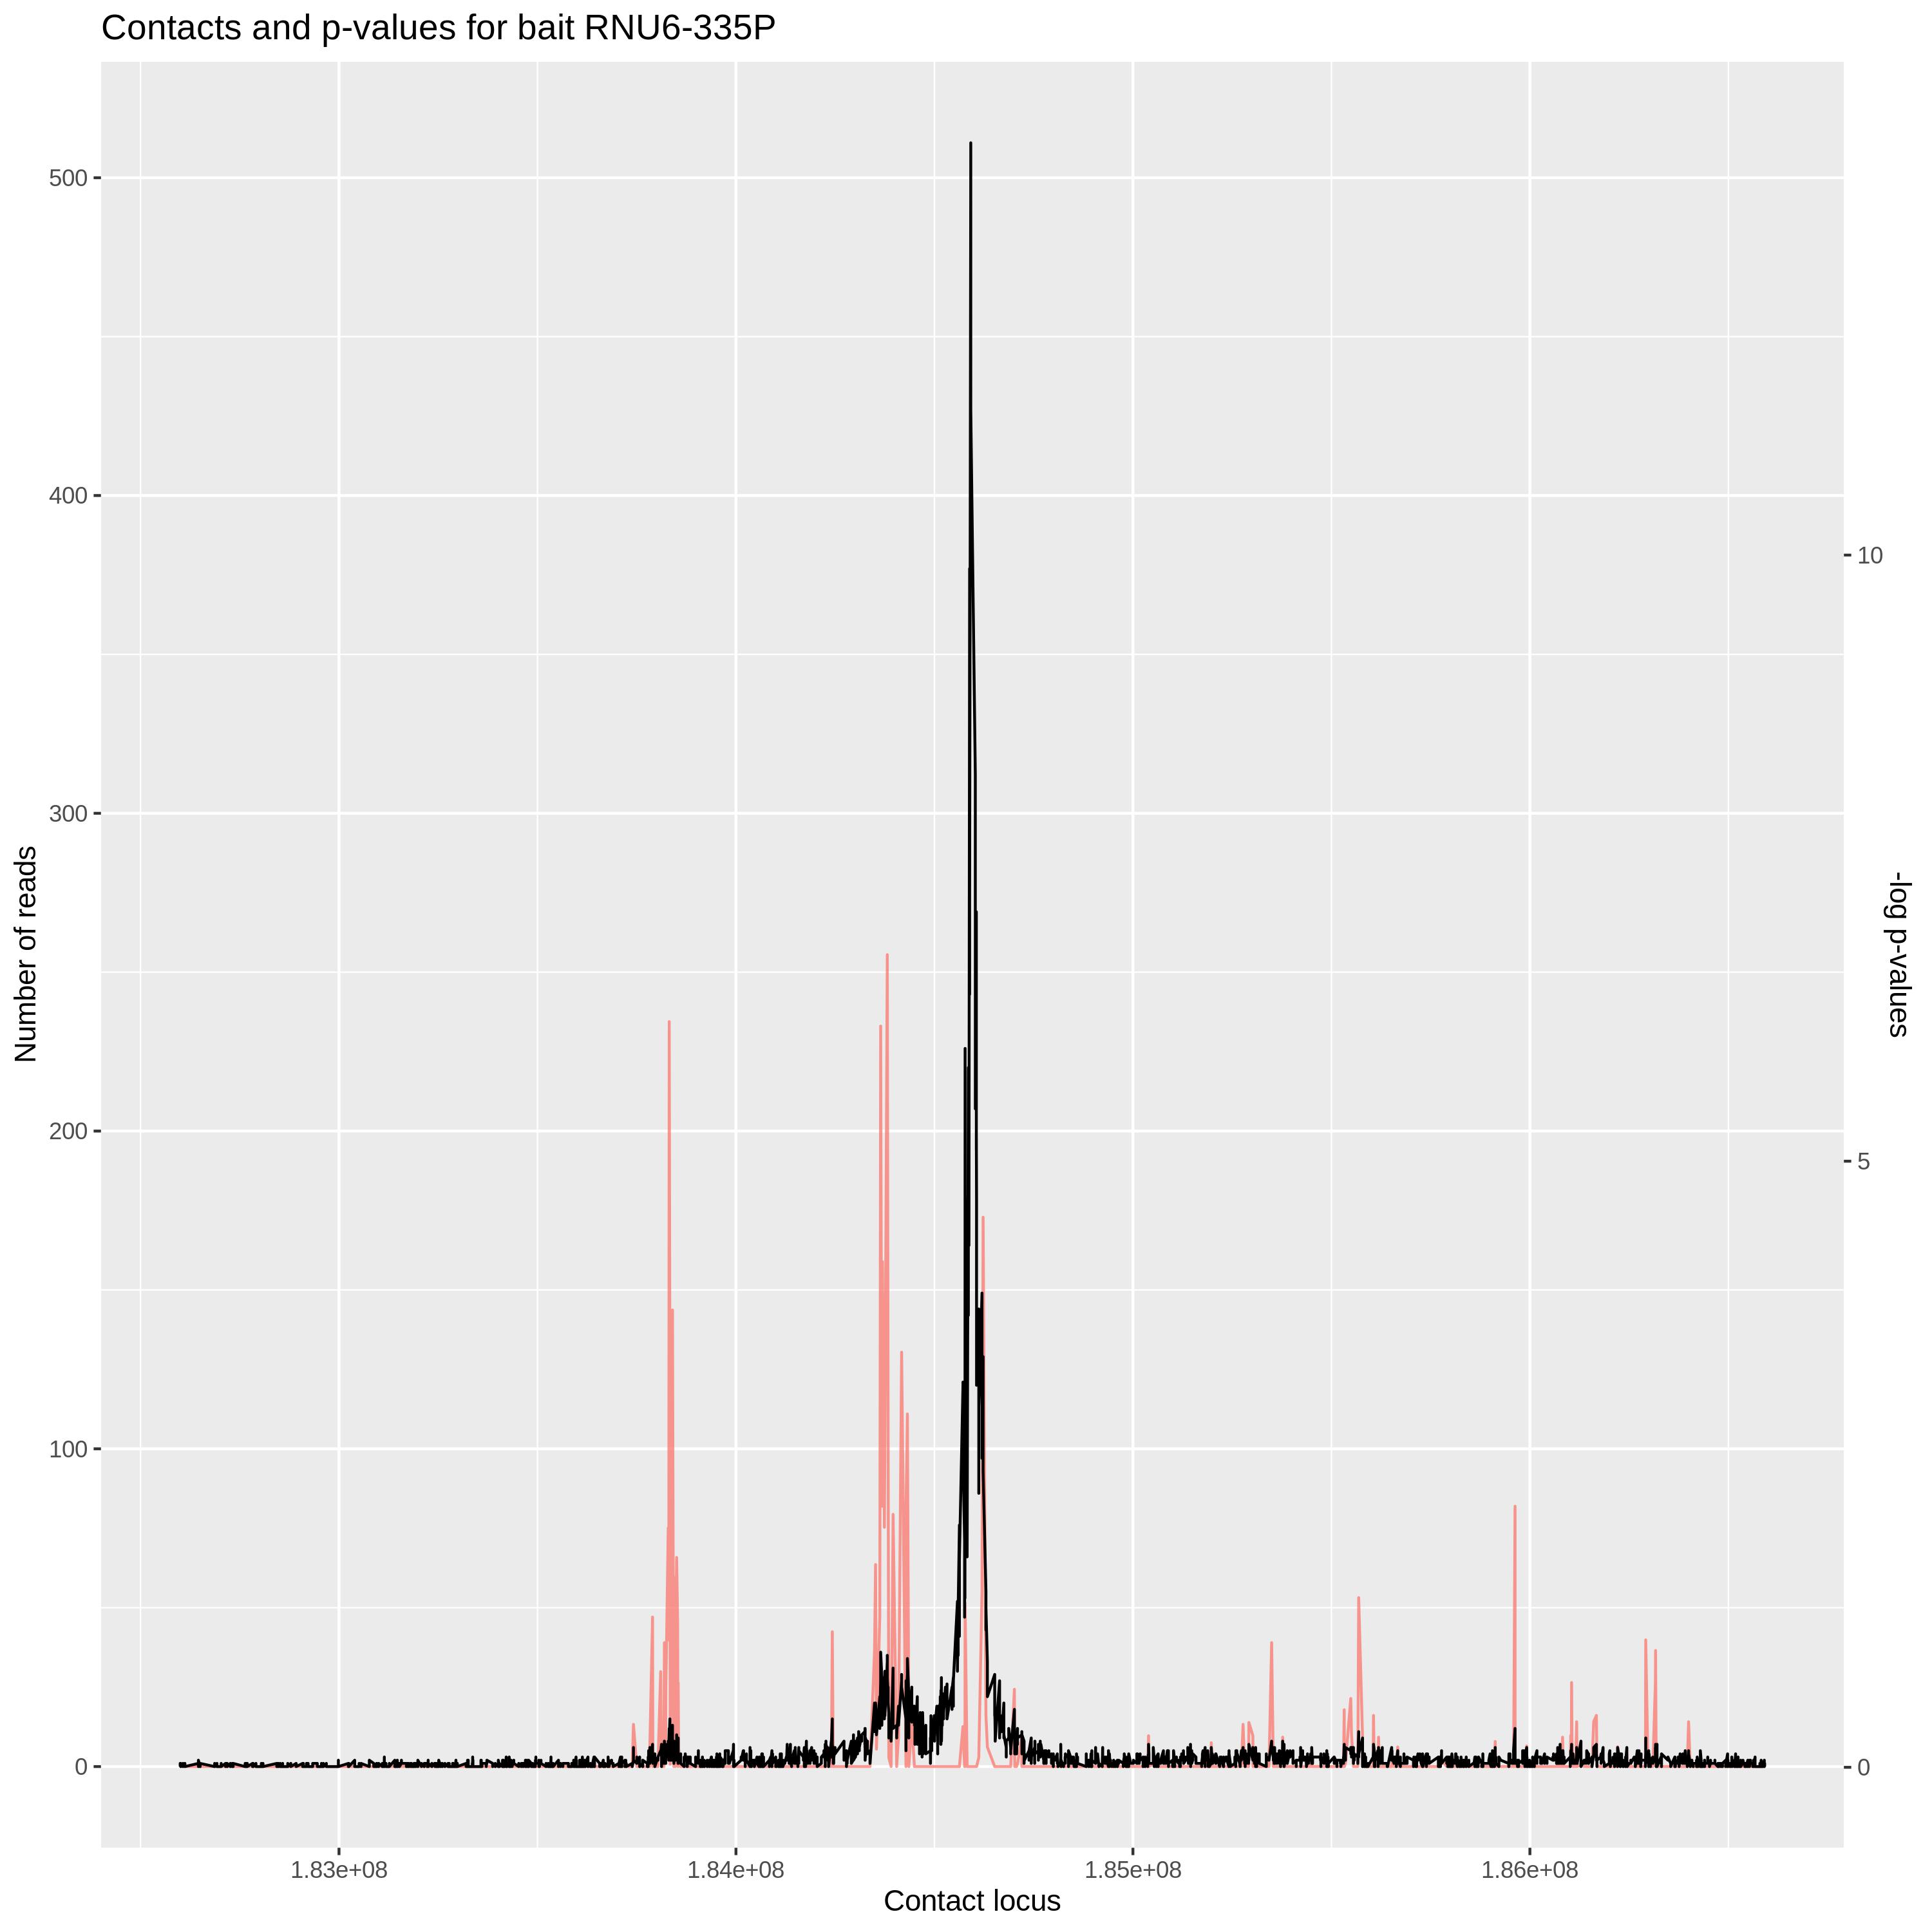 Contacts and p-values for bait RNU6-335P
500
400
300
200
100
0
Number of reads
10
5
0
-log p-values
1.83e+08
1.84e+08
1.85e+08
1.86e+08
Contact locus